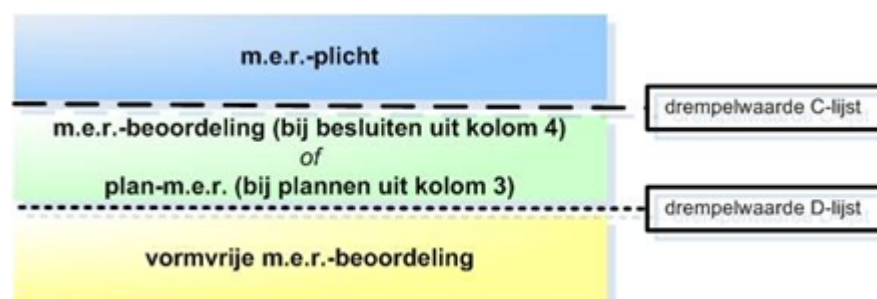 m.e.r.-plicht
drempelwaarde C-lijst
m.e.r.-beoordeling (bij besluiten uit kolom 4)
of
plan-m.e.r. (bij plannen uit kolom 3)
drempelwaarde D-lijst
vormvrije m.e.r.-beoordeling